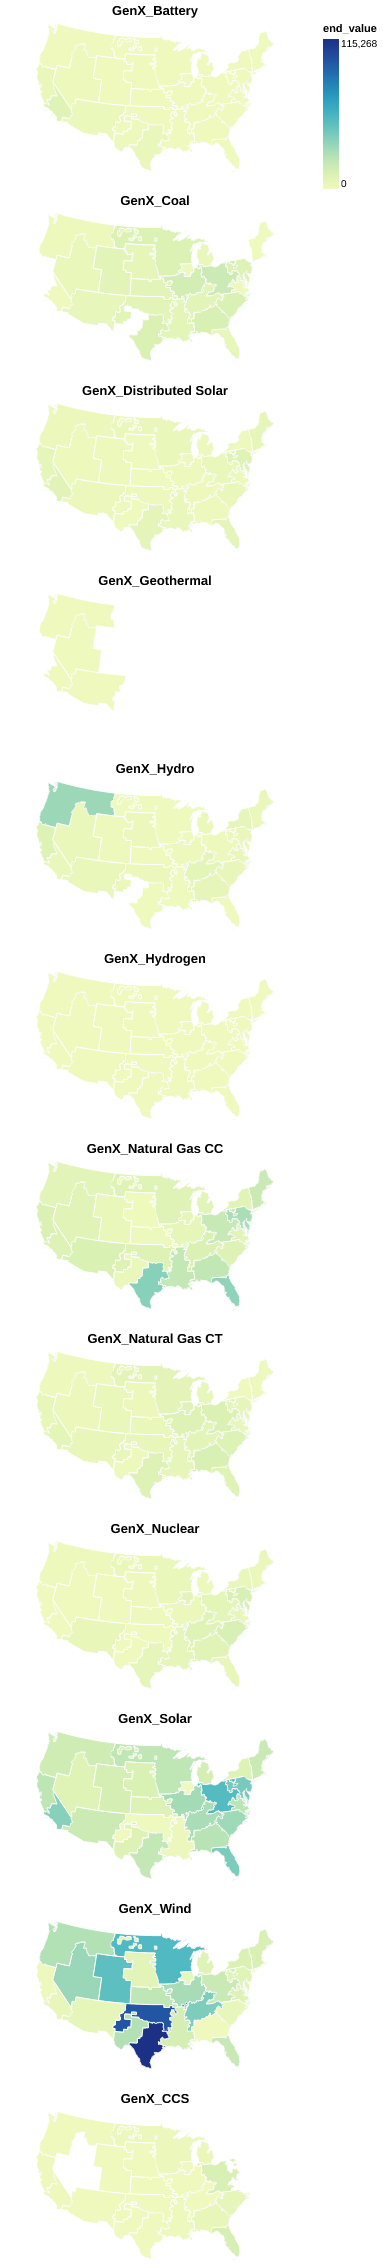 GenX_Battery
end_value
115,268
0
GenX_Coal
GenX_Distributed Solar
GenX_Geothermal
GenX_Hydro
GenX_Hydrogen
GenX_Natural Gas CC
GenX_Natural Gas CT
GenX_Nuclear
GenX_Solar
GenX_Wind
GenX_CCS